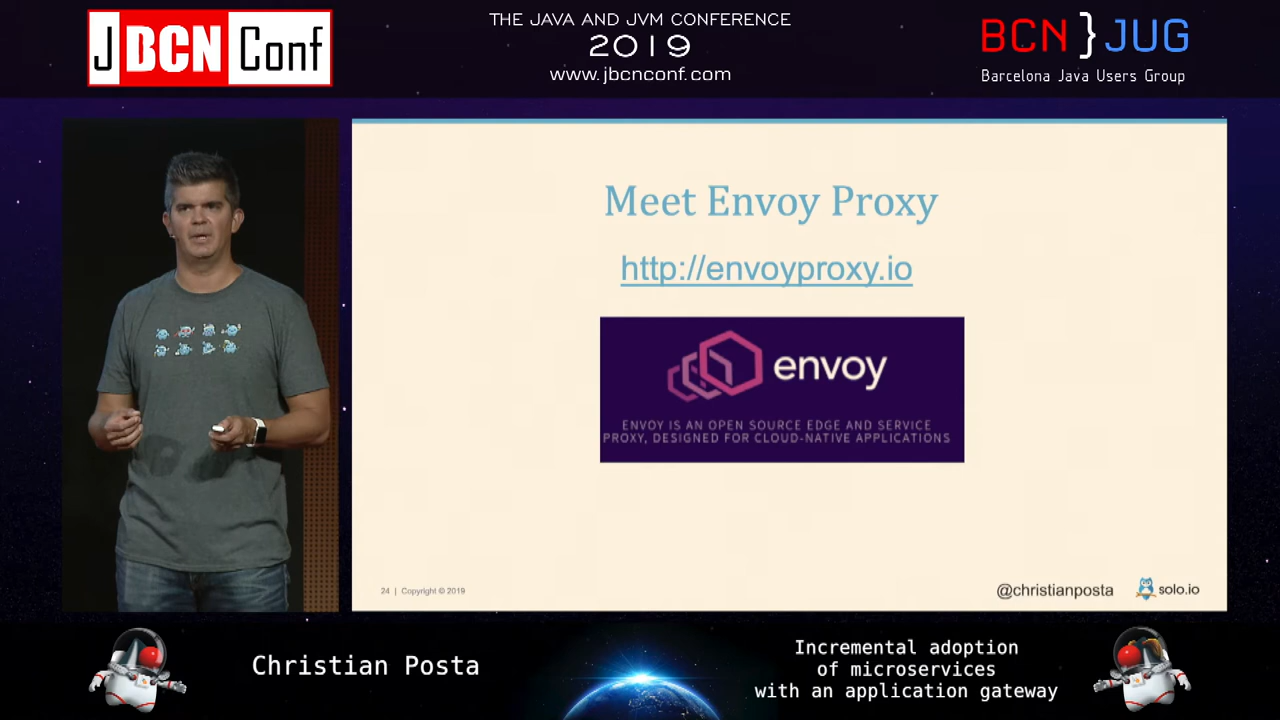 J BCN Conf
THE JAVA AND JVM CONFERENCE
2019
www.jbcnconf.com
BCN } JUG
Barcelona Java Users Group
Meet Envoy Proxy
http://envoyproxy.io
envoy
ENVOY IS AN OPEN SOURCE EDGE AND SERVICE
PROXY, DESIGNED FOR CLOUD-NATIVE APPLICATIONS
24 | Copyright © 2019
@christianposta
solo.io
Christian Posta
Incremental adoption
of microservices
with an application gateway